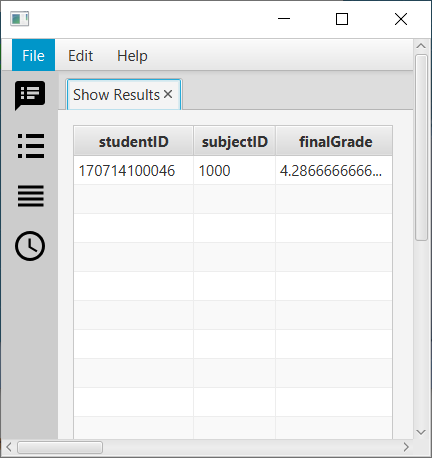 File Edit Help
Show Results
studentID subjectID finalGrade
170714100046 1000 4.2866666666...